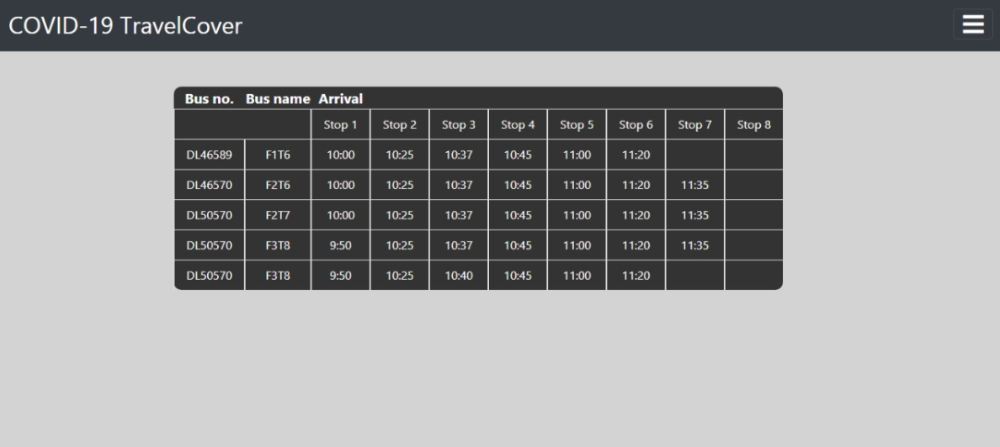 COVID-19 TravelCover
Bus no. Bus name Arrival
Stop 1 Stop 2 Stop 3 Stop 4 Stop 5 Stop 6 Stop 7 Stop 8
DL46589 F1T6 10:00 10:25 10:37 10:45 11:00 11:20
DL46570 F2T6 10:00 10:25 10:37 10:45 11:00 11:20 11:35
DL50570 F2T7 10:00 10:25 10:37 10:45 11:00 11:20 11:35
DL50570 F3T8 9:50 10:25 10:37 10:45 11:00 11:20 11:35
DL50570 F3T8 9:50 10:25 10:40 10:45 11:00 11:20